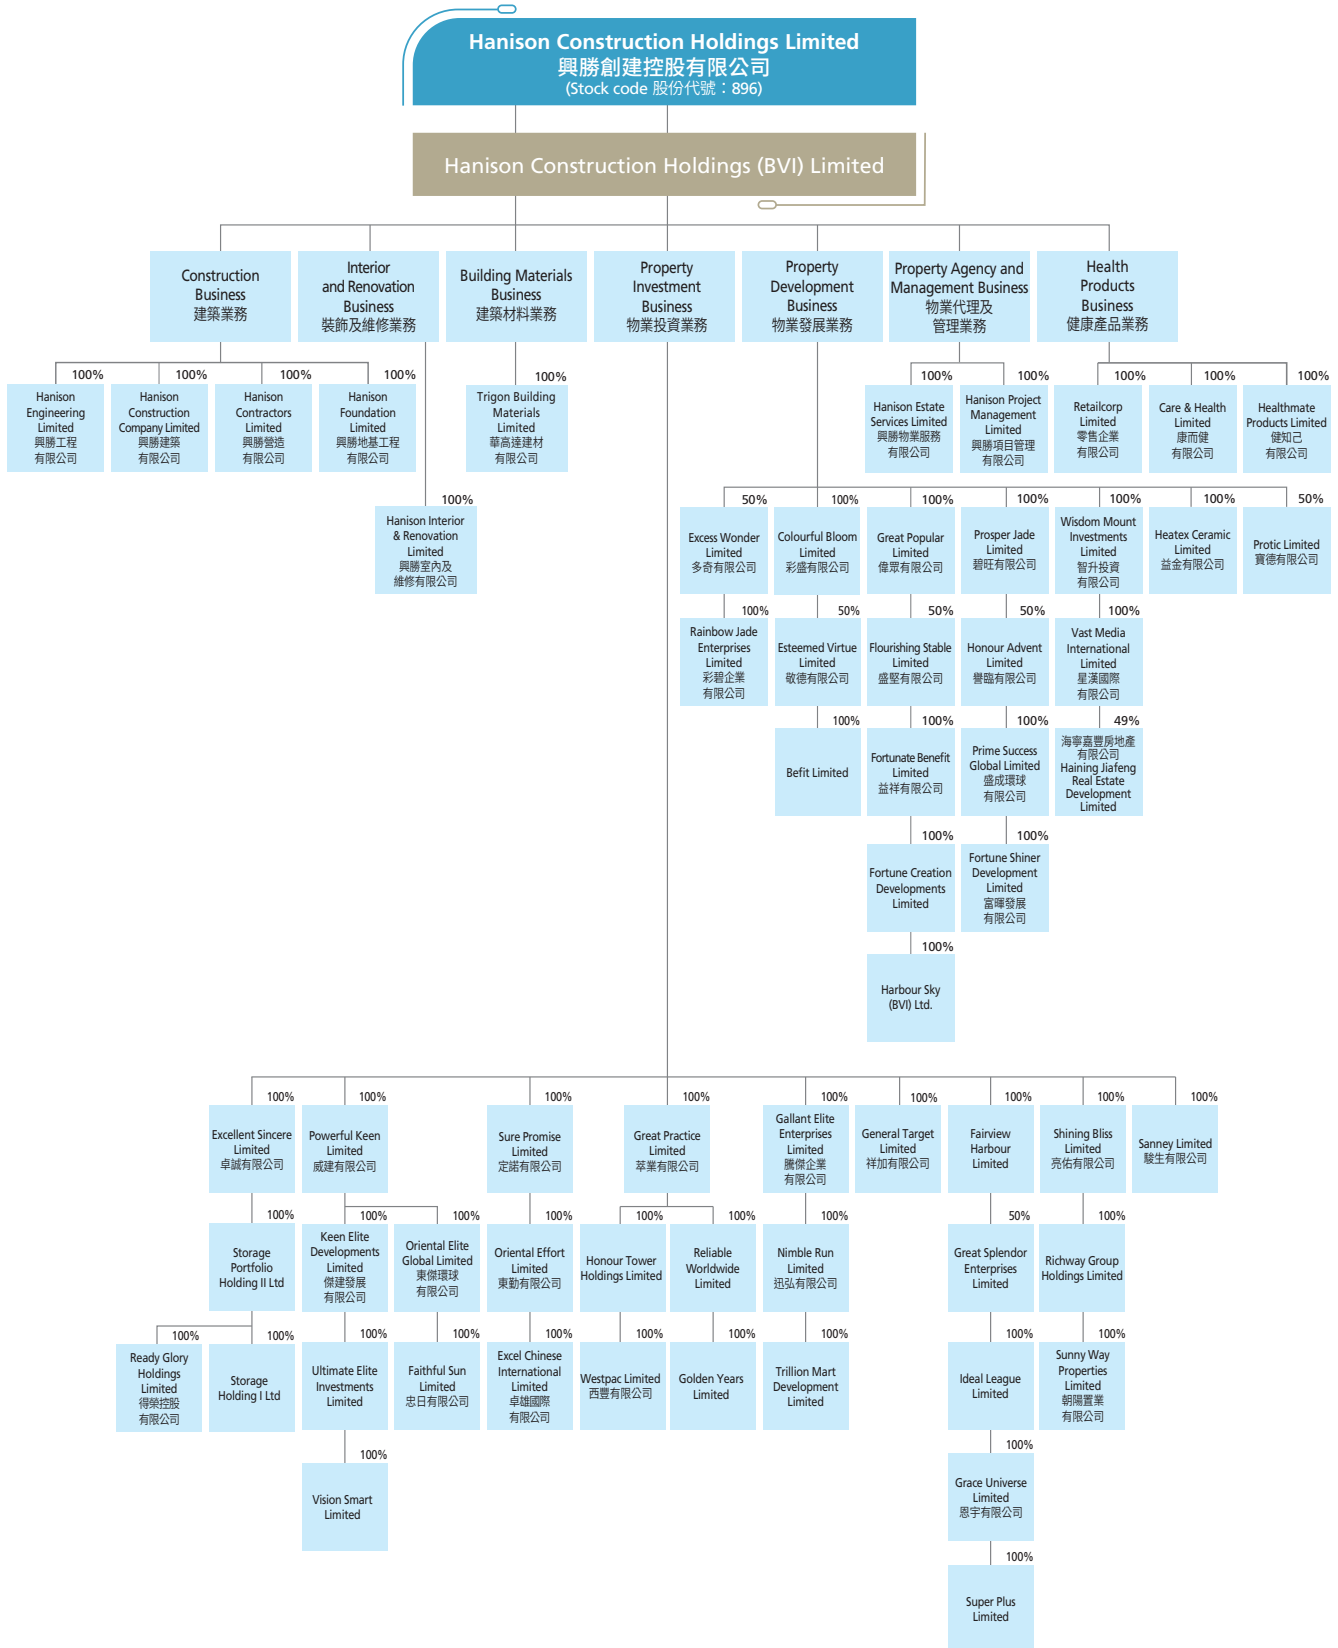 Hanison Construction Holdings Limited
興勝創建控股有限公司
(Stock code 股份代號：896)
Hanison Construction Holdings (BVI) Limited
Construction
Business
建築業務
Interior
and Renovation
Business
裝飾及維修業務
Building Materials
Business
建築材料業務
Property
Investment
Business
物業投資業務
Property
Development
Business
物業發展業務
Property Agency and
Management Business
物業代理及
管理業務
Health
Products
Business
健康產品業務
100%
Hanison
Engineering
Limited
興勝工程
有限公司
100%
Hanison
Construction
Company Limited
興勝建築
有限公司
100%
Hanison
Contractors
Limited
興勝營造
有限公司
100%
Hanison
Foundation
Limited
興勝地基工程
有限公司
100%
Trigon Building
Materials
Limited
華高達建材
有限公司
100%
Hanison Estate
Services Limited
興勝物業服務
有限公司
100%
Hanison Project
Management
Limited
興勝項目管理
有限公司
100%
Retailcorp
Limited
零售企業
有限公司
100%
Care & Health
Limited
康而健
有限公司
100%
Healthmate
Products Limited
健知己
有限公司
100%
Hanison Interior
& Renovation
Limited
興勝室內及
維修有限公司
50%
Excess Wonder
Limited
多奇有限公司
100%
Colourful Bloom
Limited
彩盛有限公司
100%
Great Popular
Limited
偉眾有限公司
100%
Prosper Jade
Limited
碧旺有限公司
100%
Wisdom Mount
Investments
Limited
智升投資
有限公司
100%
Heatex Ceramic
Limited
益金有限公司
50%
Protic Limited
寶德有限公司
100%
Rainbow Jade
Enterprises
Limited
彩碧企業
有限公司
50%
Esteemed Virtue
Limited
敬德有限公司
50%
Flourishing Stable
Limited
盛堅有限公司
50%
Honour Advent
Limited
譽臨有限公司
100%
Vast Media
International
Limited
星漢國際
有限公司
100%
Befit Limited
100%
Fortunate Benefit
Limited
益祥有限公司
100%
Prime Success
Global Limited
盛成環球
有限公司
49%
海寧嘉豐房地產
有限公司
Haining Jiafeng
Real Estate
Development
Limited
100%
Fortune Creation
Developments
Limited
100%
Fortune Shiner
Development
Limited
富暉發展
有限公司
100%
Harbour Sky
(BVI) Ltd.
100%
Excellent Sincere
Limited
卓誠有限公司
100%
Powerful Keen
Limited
威建有限公司
100%
Sure Promise
Limited
定諾有限公司
100%
Great Practice
Limited
萃業有限公司
100%
Gallant Elite
Enterprises
Limited
騰傑企業
有限公司
100%
General Target
Limited
祥加有限公司
100%
Fairview
Harbour
Limited
100%
Shining Bliss
Limited
亮佑有限公司
100%
Sanney Limited
駿生有限公司
100%
Storage
Portfolio
Holding II Ltd
100%
Keen Elite
Developments
Limited
傑建發展
有限公司
100%
Oriental Elite
Global Limited
東傑環球
有限公司
100%
Oriental Effort
Limited
東勤有限公司
100%
Honour Tower
Holdings Limited
100%
Reliable
Worldwide
Limited
100%
Nimble Run
Limited
迅弘有限公司
50%
Great Splendor
Enterprises
Limited
100%
Richway Group
Holdings Limited
100%
Ready Glory
Holdings
Limited
得榮控股
有限公司
100%
Storage
Holding I Ltd
100%
Ultimate Elite
Investments
Limited
100%
Faithful Sun
Limited
忠日有限公司
100%
Excel Chinese
International
Limited
卓雄國際
有限公司
100%
Westpac Limited
西豐有限公司
100%
Golden Years
Limited
100%
Trillion Mart
Development
Limited
100%
Ideal League
Limited
100%
Sunny Way
Properties
Limited
朝陽置業
有限公司
100%
Vision Smart
Limited
100%
Grace Universe
Limited
恩宇有限公司
100%
Super Plus
Limited